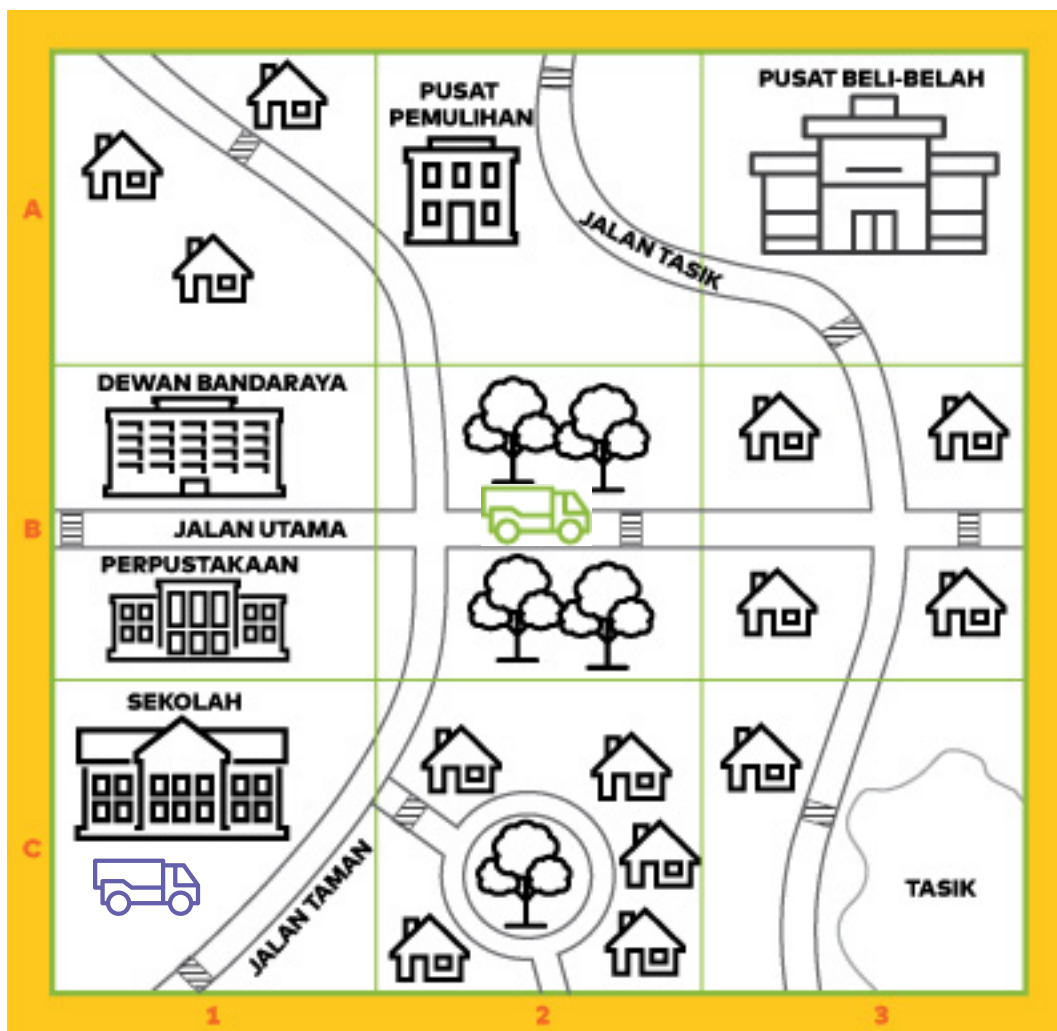 PUSAT
PEMULIHAN
PUSAT BELI-BELAH
A
JALAN TASIK
DEWAN BANDARAYA
B
JALAN UTAMA
PERPUSTAKAAN
SEKOLAH
C
JALAN TAMAN
TASIK
1
2
3